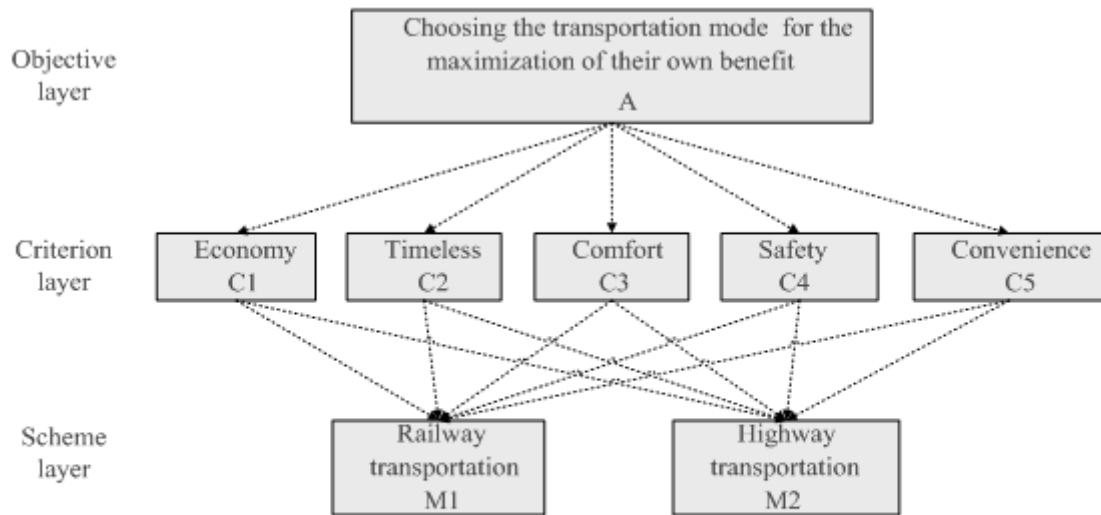 Choosing the transportation mode for the
maximization of their own benefit
A
Objective
layer
Criterion
layer
Economy
C1
Timeless
C2
Comfort
C3
Safety
C4
Convenience
C5
Scheme
layer
Railway
transportation
M1
Highway
transportation
M2